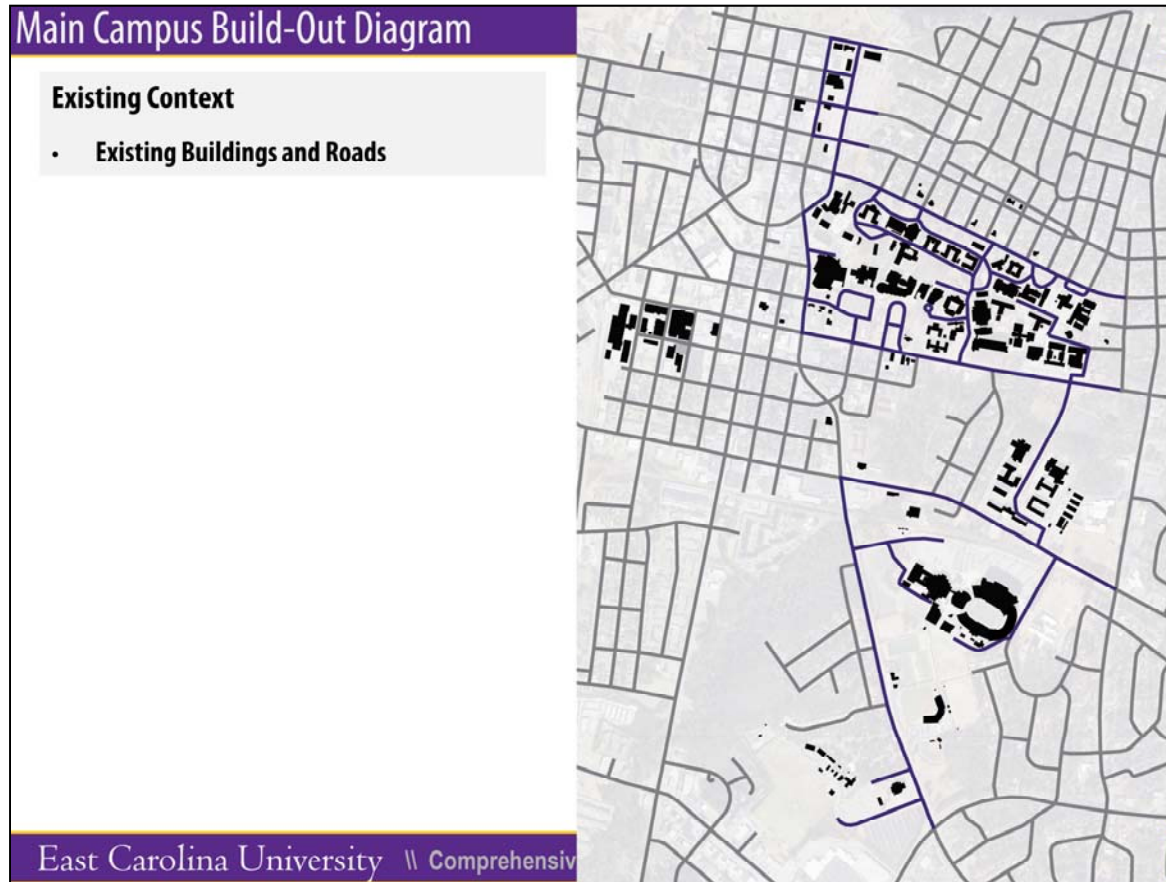 Main Campus Build-Out Diagram
Existing Context
• Existing Buildings and Roads
East Carolina University \\ Comprehensiv